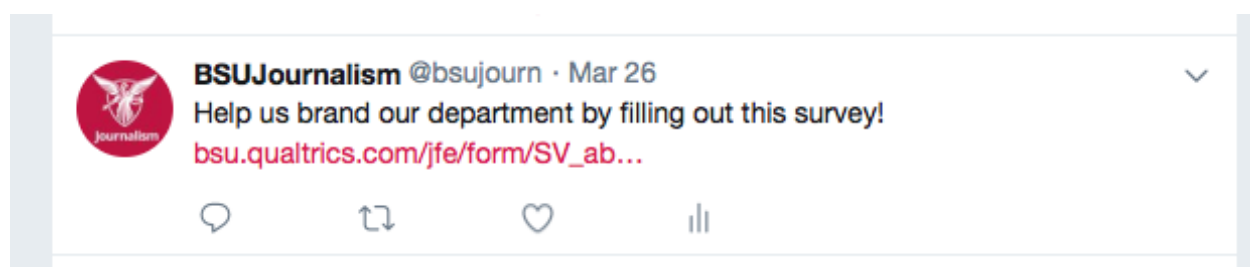 BSUJournalism @bsujourn · Mar 26
Help us brand our department by filling out this survey!
Journalism
bsu.qualtrics.com/jfe/form/SV_ab...